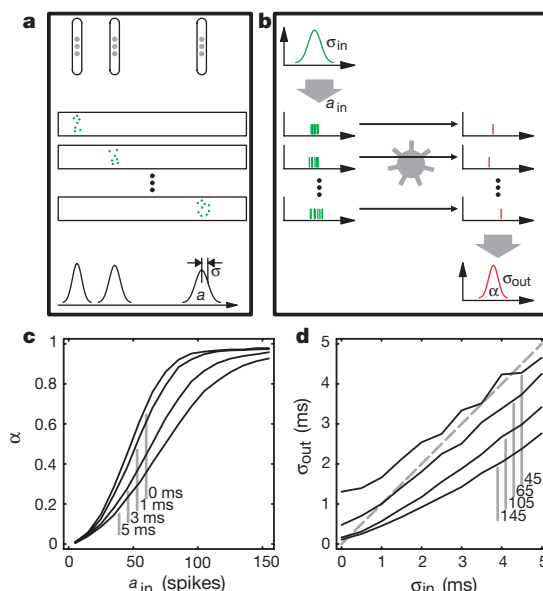 a
b
σ
a
σin
ain
σout
α
c
d
α
1
0.8
0.6
0.4
0.2
0
0 ms
1 ms
3 ms
5 ms
0
50
100
150
ain (spikes)
σout (ms)
5
4
3
2
1
0
45
65
105
145
0
1
2
3
4
5
σin (ms)